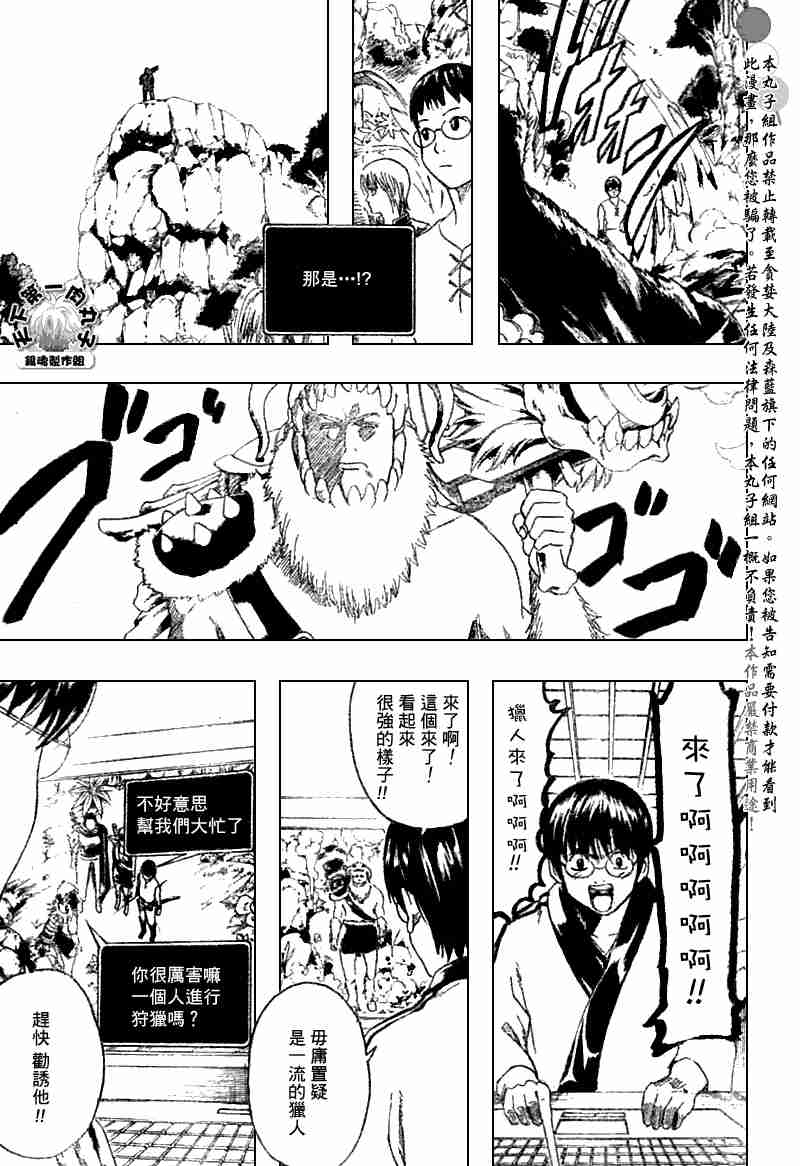 那是…!?
ゴゴゴ
來了啊啊啊啊啊!!
獵人來了啊啊啊!!
來了啊!
這個來了!
看起來
很強的樣子!!
毋庸置疑
是一流的獵人
不好意思
幫我們大忙了
你很厲害嘛
一個人進行
狩獵嗎?
趕快 勸誘他!!
銀魂製作組
本丸子組作品禁止轉載至貪婪大陸及森藍旗下的任何網站。如果您被告知需要付款才能看到
此漫畫，那麼您被騙了。若發生任何法律問題，本丸子組一概不負責!本作品嚴禁商業用途!